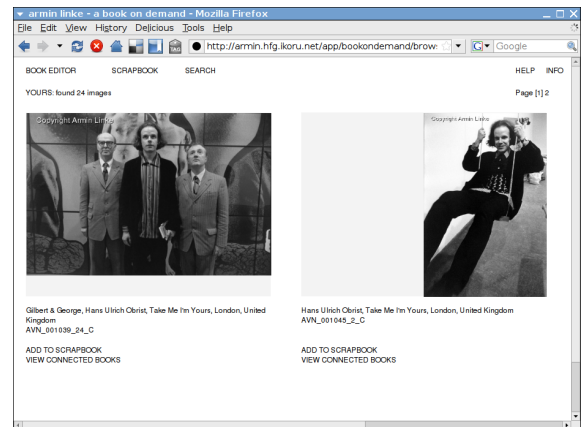 armin linke - a book on demand - Mozilla Firefox
File Edit View History Delicious Tools Help
http://armin.hfg.ikoru.net/app/bookondemand/brows
TAG
G Google
BOOK EDITOR SCRAPBOOK SEARCH HELP INFO
YOURS: found 24 images Page [1] 2
Copyright Armin Linke Copyright Armin Linke
Gilbert & George, Hans Ulrich Obrist, Take Me I'm Yours, London, United
Kingdom
AVN_001039_24_C
ADD TO SCRAPBOOK
VIEW CONNECTED BOOKS
Hans Ulrich Obrist, Take Me I'm Yours, London, United Kingdom
AVN_001045_2_C
ADD TO SCRAPBOOK
VIEW CONNECTED BOOKS